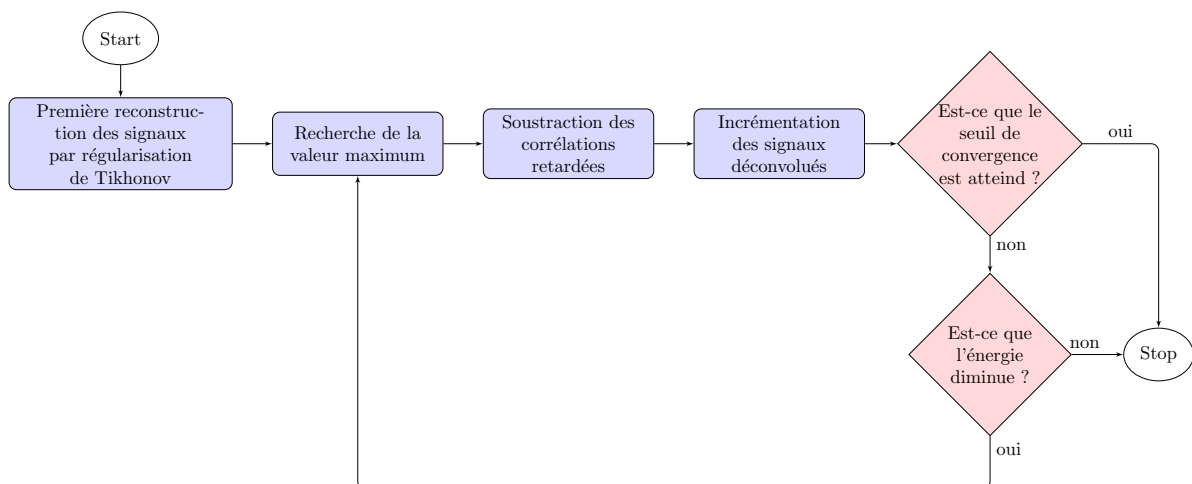 Start
Première reconstruc-
tion des signaux
par régularisation
de Tikhonov
Recherche de la
valeur maximum
Soustraction des
corrélations
retardées
Incrémentation
des signaux
déconvolués
Est-ce que le
seuil de
convergence
est atteind ?
oui
non
Est-ce que
l'énergie
diminue ?
non
Stop
oui